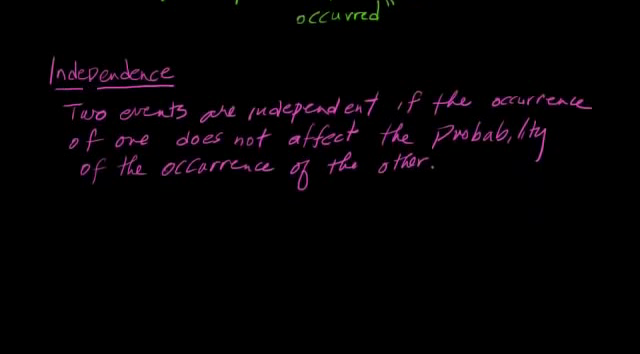 occurred"
Independence
Two events are independent if the occurrence
of one does not affect the probability
of the occurrence of the other.